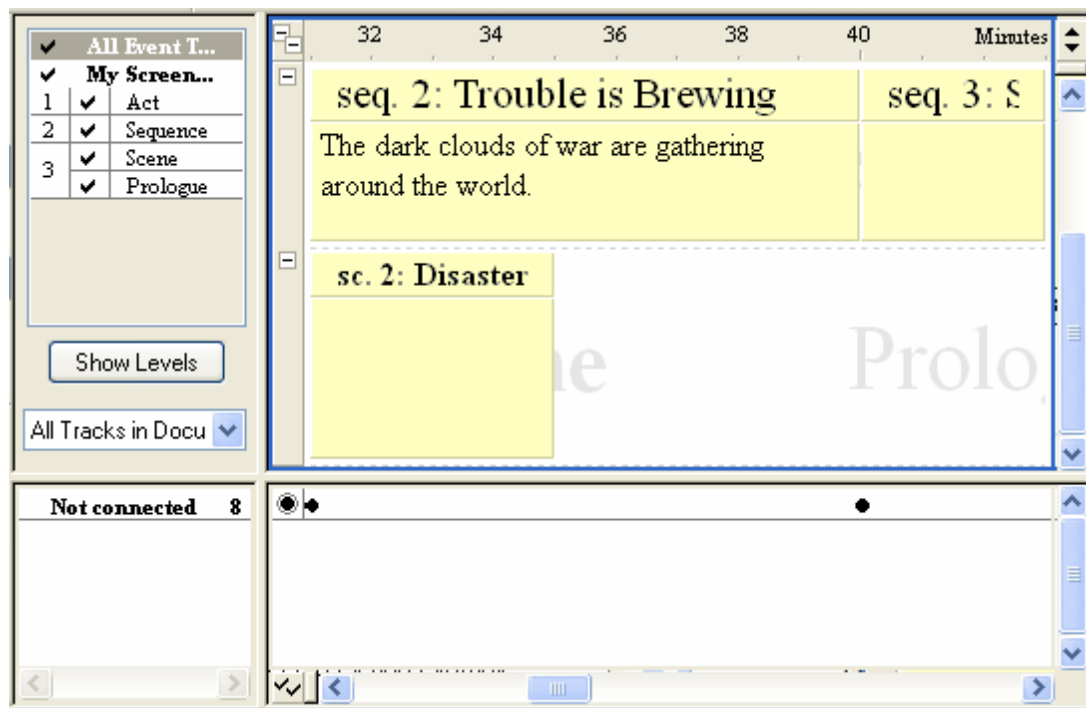 All Event T...
My Screen...
1 Act
2 Sequence
3 Scene
Prologue
Show Levels
All Tracks in Docu
32 34 36 38 40 Minutes
seq. 2: Trouble is Brewing
The dark clouds of war are gathering
around the world.
seq. 3: S
sc. 2: Disaster
ne
Prolog
Not connected 8